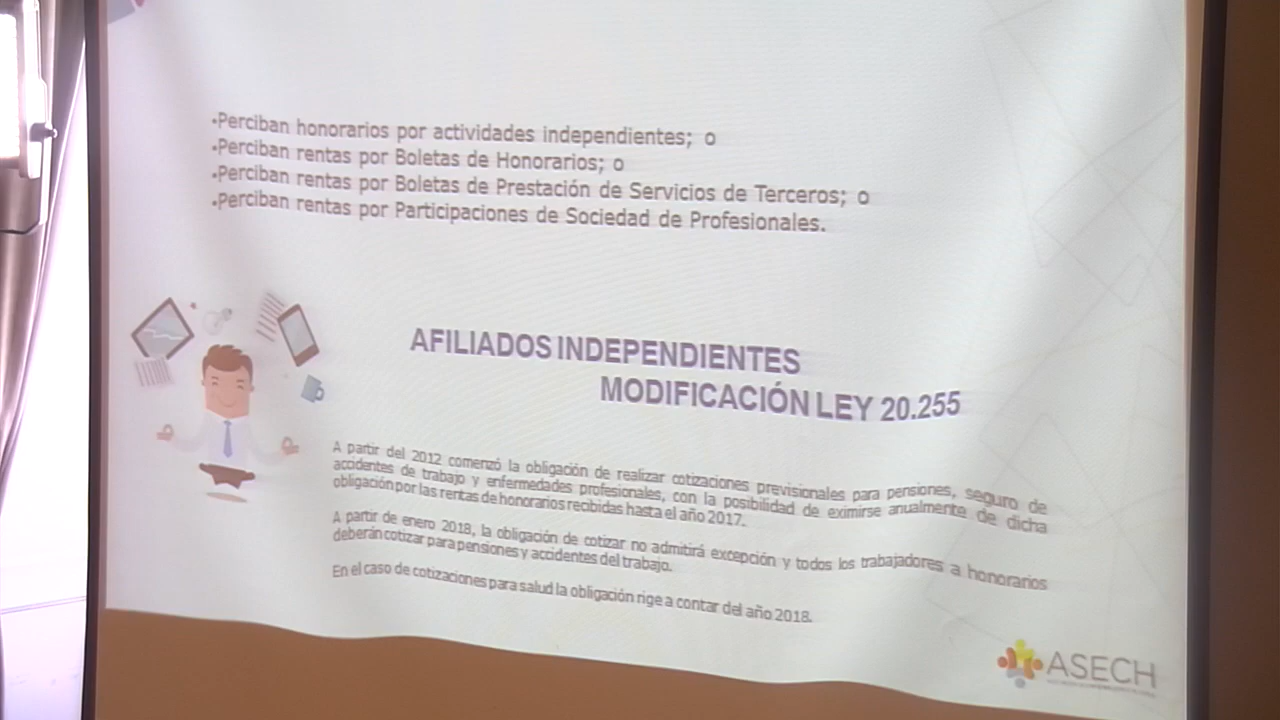 •Perciban honorarios por actividades independientes; o
•Perciban rentas por Boletas de Honorarios; o
•Perciban rentas por Boletas de Prestación de Servicios de Terceros; o
•Perciban rentas por Participaciones de Sociedad de Profesionales.
AFILIADOS INDEPENDIENTES
MODIFICACIÓN LEY 20.255
A partir del 2012 comenzó la obligación de realizar cotizaciones previsionales para pensiones, seguro de
accidentes de trabajo y enfermedades profesionales, con la posibilidad de eximirse anualmente de dicha
obligación por las rentas de honorarios recibidas hasta el año 2017.
A partir de enero 2018, la obligación de cotizar no admitirá excepción y todos los trabajadores a honorarios
deberán cotizar para pensiones y accidentes del trabajo.
En el caso de cotizaciones para salud la obligación rige a contar del año 2018.
ASECH